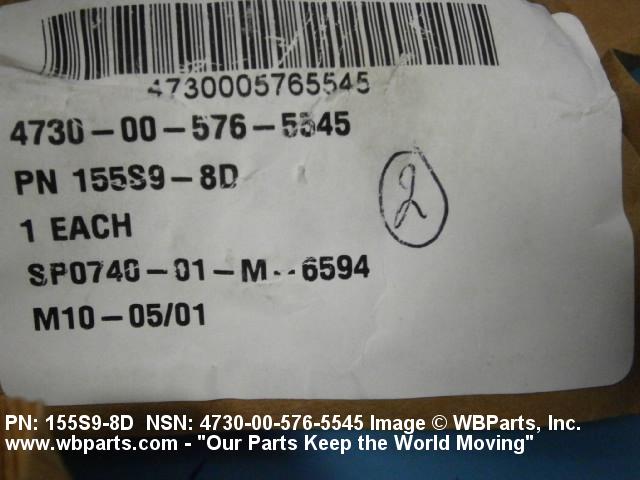 4730005765545
4730-00-576-5545
PN 155S9-8D
1 EACH
SP0740-01-M--6594
M10-05/01
2
PN: 155S9-8D NSN: 4730-00-576-5545 Image © WBParts, Inc.
www.wbparts.com - "Our Parts Keep the World Moving"